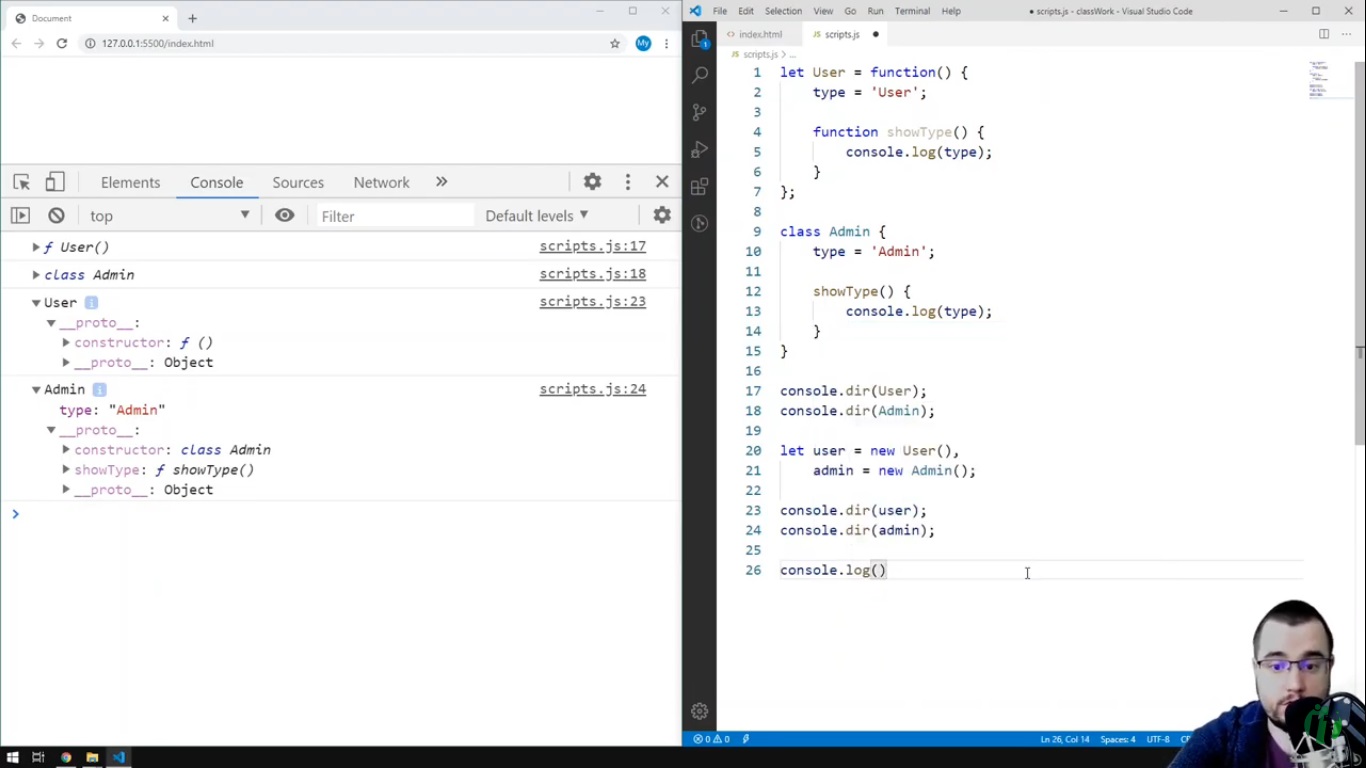 Document
127.0.0.1:5500/index.html
My
Elements
Console
Sources
Network
»
top
Filter
Default levels ▼
▶ ƒ User()
scripts.js:17
▶ class Admin
scripts.js:18
▼ User i
scripts.js:23
▼ __proto__:
▶ constructor: ƒ ()
▶ __proto__: Object
▼ Admin i
scripts.js:24
type: "Admin"
▼ __proto__:
▶ constructor: class Admin
▶ showType: ƒ showType()
▶ __proto__: Object
File Edit Selection View Go Run Terminal Help
● scripts.js - classWork - Visual Studio Code
<> index.html
JS scripts.js ●
JS scripts.js > ...
1
1 let User = function() {
2 type = 'User';
3
4 function showType() {
5 console.log(type);
6 }
7 };
8
9 class Admin {
10 type = 'Admin';
11
12 showType() {
13 console.log(type);
14 }
15 }
16
17 console.dir(User);
18 console.dir(Admin);
19
20 let user = new User(),
21 admin = new Admin();
22
23 console.dir(user);
24 console.dir(admin);
25
26 console.log()
0 0
Ln 26, Col 14
Spaces: 4
UTF-8